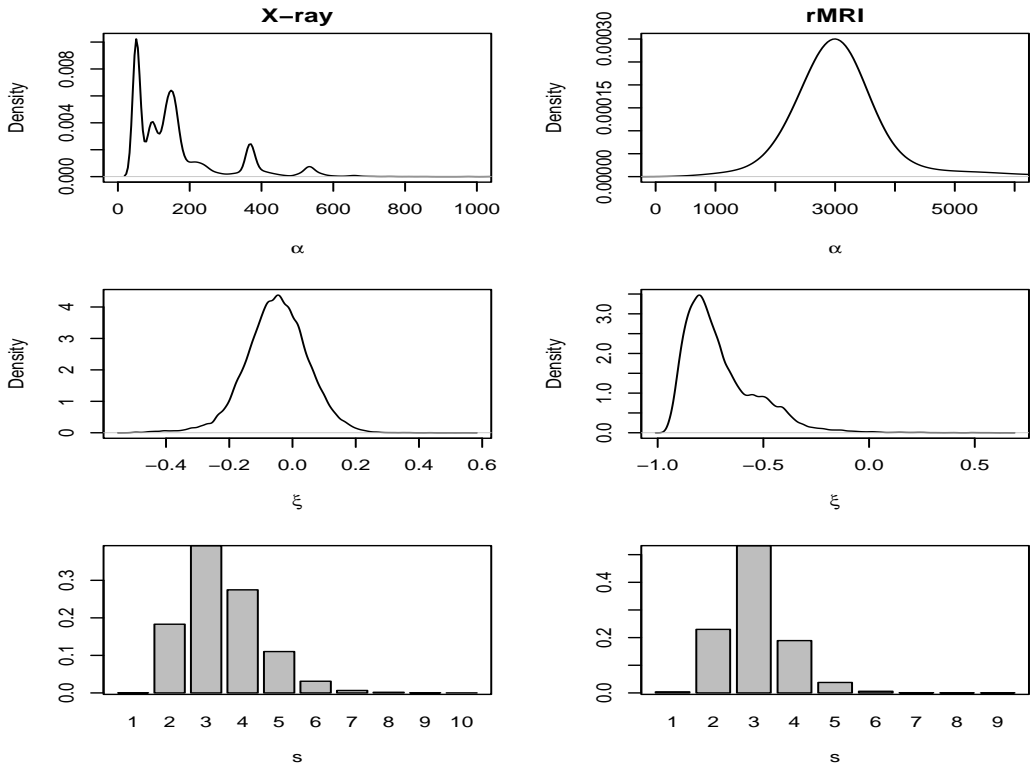 X−ray
rMRI
Density
0.000 0.004 0.008
0 200 400 600 800 1000
α
Density
0.00000 0.00015 0.00030
0 1000 3000 5000
α
Density
0 1 2 3 4
−0.4 −0.2 0.0 0.2 0.4 0.6
ξ
Density
0.0 1.0 2.0 3.0
−1.0 −0.5 0.0 0.5
ξ
0.0 0.1 0.2 0.3
1 2 3 4 5 6 7 8 9 10
s
0.0 0.2 0.4
1 2 3 4 5 6 7 8 9
s